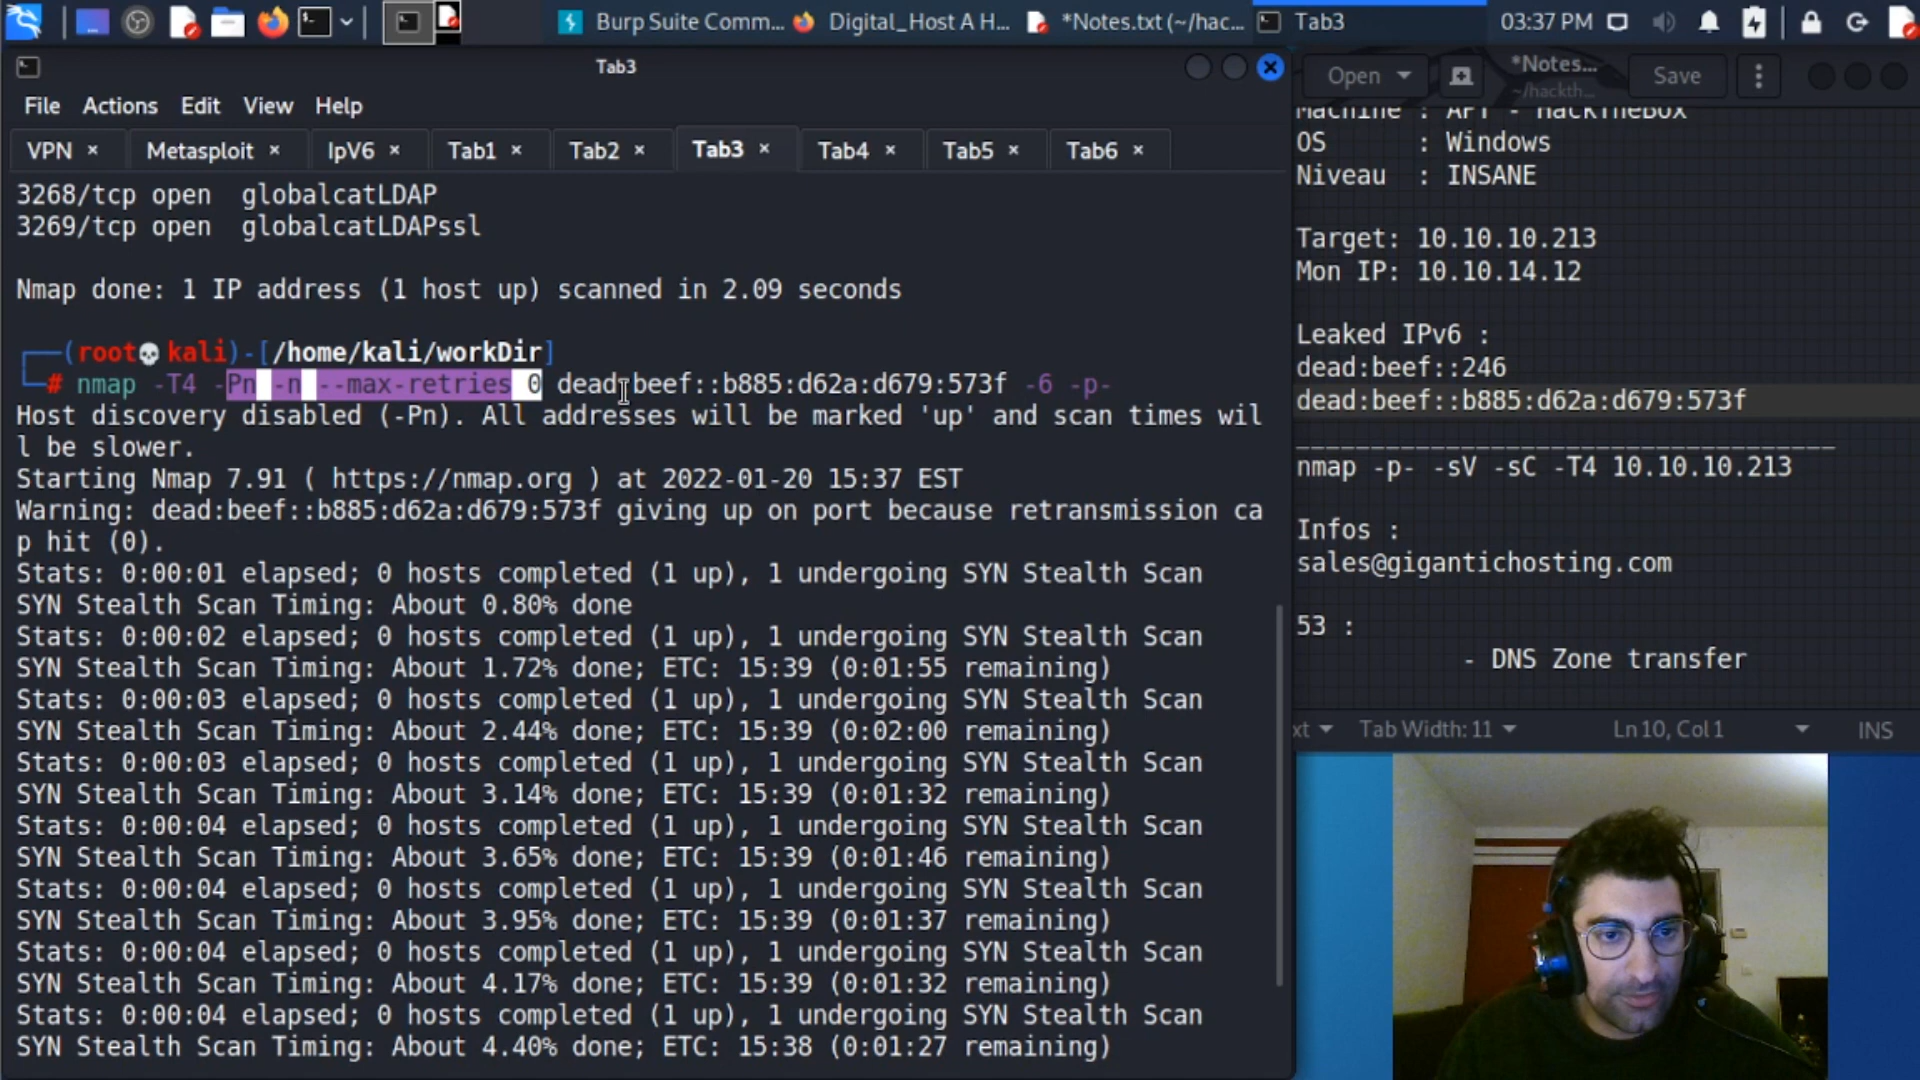 Burp Suite Comm...
Digital_Host A H...
*Notes.txt (~/hac...
Tab3
03:37 PM
Tab3
File Actions Edit View Help
VPN × Metasploit × IpV6 × Tab1 × Tab2 × Tab3 × Tab4 × Tab5 × Tab6 ×
3268/tcp open  globalcatLDAP
3269/tcp open  globalcatLDAPssl
Nmap done: 1 IP address (1 host up) scanned in 2.09 seconds
(root💀kali)-[/home/kali/workDir]
# nmap -T4 -Pn -n --max-retries 0 dead:beef::b885:d62a:d679:573f -6 -p-
Host discovery disabled (-Pn). All addresses will be marked 'up' and scan times wil
l be slower.
Starting Nmap 7.91 ( https://nmap.org ) at 2022-01-20 15:37 EST
Warning: dead:beef::b885:d62a:d679:573f giving up on port because retransmission ca
p hit (0).
Stats: 0:00:01 elapsed; 0 hosts completed (1 up), 1 undergoing SYN Stealth Scan
SYN Stealth Scan Timing: About 0.80% done
Stats: 0:00:02 elapsed; 0 hosts completed (1 up), 1 undergoing SYN Stealth Scan
SYN Stealth Scan Timing: About 1.72% done; ETC: 15:39 (0:01:55 remaining)
Stats: 0:00:03 elapsed; 0 hosts completed (1 up), 1 undergoing SYN Stealth Scan
SYN Stealth Scan Timing: About 2.44% done; ETC: 15:39 (0:02:00 remaining)
Stats: 0:00:03 elapsed; 0 hosts completed (1 up), 1 undergoing SYN Stealth Scan
SYN Stealth Scan Timing: About 3.14% done; ETC: 15:39 (0:01:32 remaining)
Stats: 0:00:04 elapsed; 0 hosts completed (1 up), 1 undergoing SYN Stealth Scan
SYN Stealth Scan Timing: About 3.65% done; ETC: 15:39 (0:01:46 remaining)
Stats: 0:00:04 elapsed; 0 hosts completed (1 up), 1 undergoing SYN Stealth Scan
SYN Stealth Scan Timing: About 3.95% done; ETC: 15:39 (0:01:37 remaining)
Stats: 0:00:04 elapsed; 0 hosts completed (1 up), 1 undergoing SYN Stealth Scan
SYN Stealth Scan Timing: About 4.17% done; ETC: 15:39 (0:01:32 remaining)
Stats: 0:00:04 elapsed; 0 hosts completed (1 up), 1 undergoing SYN Stealth Scan
SYN Stealth Scan Timing: About 4.40% done; ETC: 15:38 (0:01:27 remaining)
Open
*Notes...
~/hackth...
Save
Machine : API - HackTheBox
OS : Windows
Niveau : INSANE
Target: 10.10.10.213
Mon IP: 10.10.14.12
Leaked IPv6 :
dead:beef::246
dead:beef::b885:d62a:d679:573f
nmap -p- -sV -sC -T4 10.10.10.213
Infos :
sales@gigantichosting.com
53 :
- DNS Zone transfer
xt Tab Width: 11 Ln 10, Col 1 INS